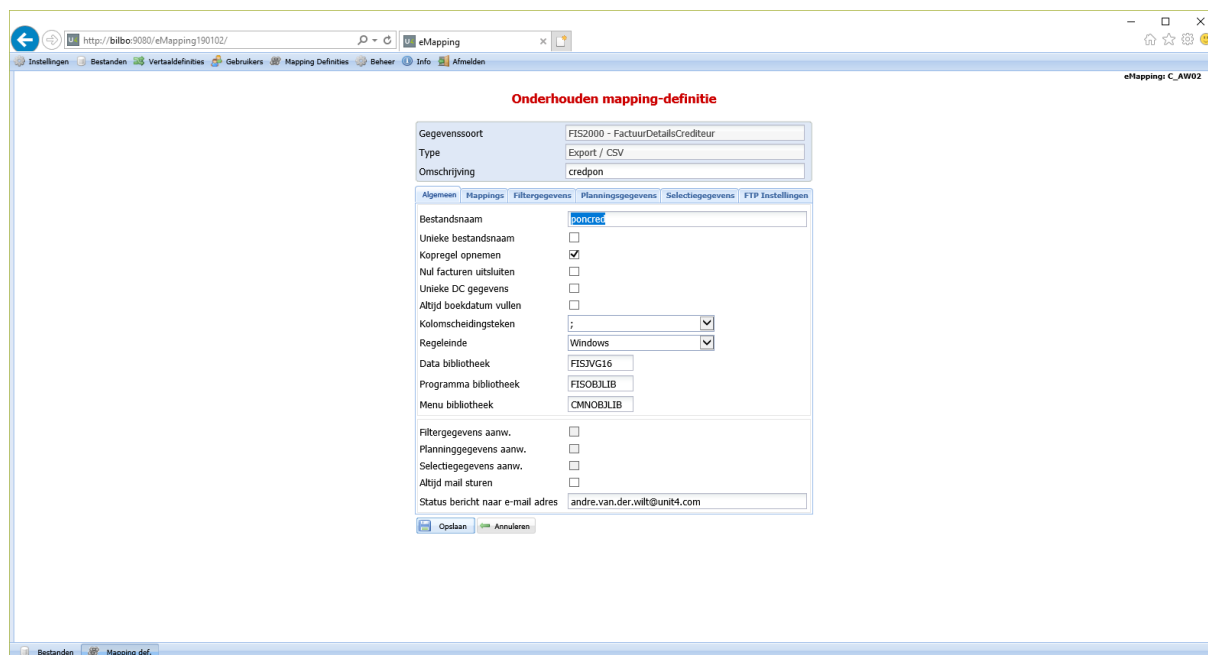 http://bilbo:9080/eMapping190102/
eMapping
Instellingen Bestanden Vertaaldefinities Gebruikers Mapping Definities Beheer Info Afmelden
eMapping: C_AW02
Onderhouden mapping-definitie
Gegevenssoort FIS2000 - FactuurDetailsCrediteur
Type Export / CSV
Omschrijving credpon
Algemeen Mappings Filtergegevens Planningsgegevens Selectiegegevens FTP Instellingen
Bestandsnaam poncred
Unieke bestandsnaam
Kopregel opnemen
Nul facturen uitsluiten
Unieke DC gegevens
Altijd boekdatum vullen
Kolomscheidingsteken ;
Regeleinde Windows
Data bibliotheek FISJVG16
Programma bibliotheek FISOBJLIB
Menu bibliotheek CMNOBJLIB
Filtergegevens aanw.
Planninggegevens aanw.
Selectiegegevens aanw.
Altijd mail sturen
Status bericht naar e-mail adres andre.van.der.wilt@unit4.com
Opslaan Annuleren
Bestanden Mapping def.